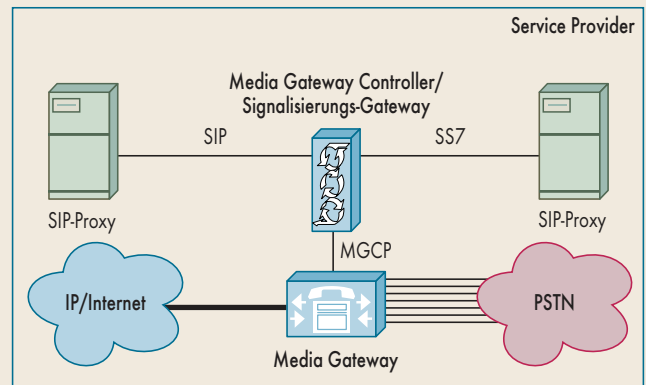 Service Provider
Media Gateway Controller/
Signalisierungs-Gateway
SIP
SS7
SIP-Proxy
SIP-Proxy
MGCP
IP/Internet
PSTN
Media Gateway